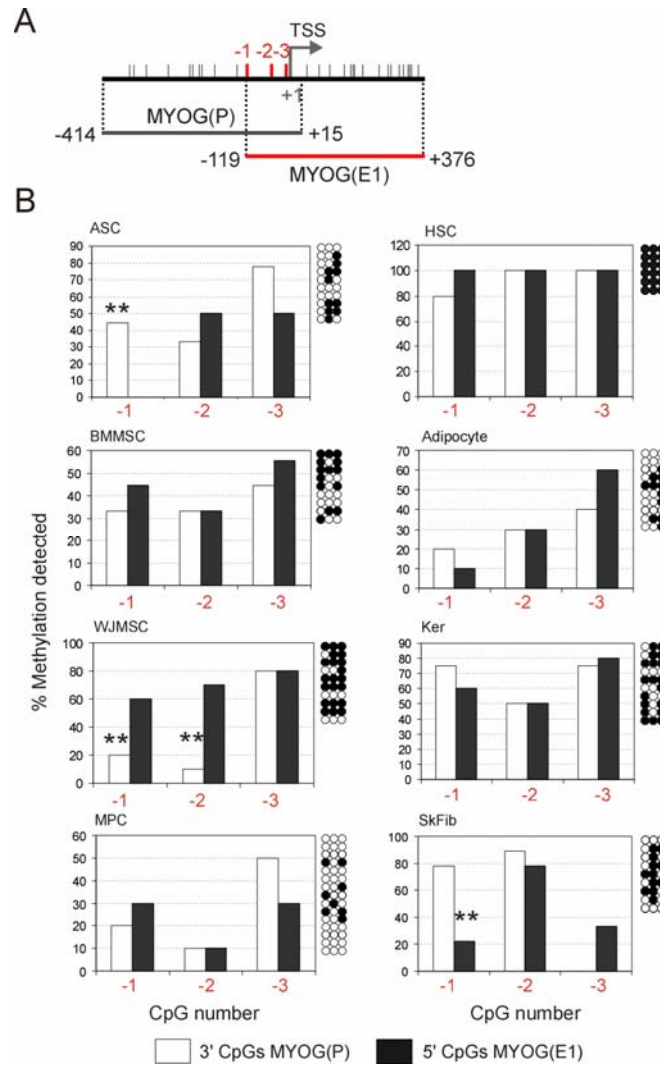 A
TSS
-1 -2 -3
+1
MYOG(P)
-414 +15
-119 +376
MYOG(E1)
B
% Methylation detected
ASC
90
80
70
60
50
40
30
20
10
0
**
-1 -2 -3
HSC
120
100
80
60
40
20
0
-1 -2 -3
BMMSC
60
50
40
30
20
10
0
-1 -2 -3
Adipocyte
70
60
50
40
30
20
10
0
-1 -2 -3
WJMSC
100
80
60
40
20
0
** **
-1 -2 -3
Ker
90
80
70
60
50
40
30
20
10
0
-1 -2 -3
MPC
60
50
40
30
20
10
0
-1 -2 -3
CpG number
SkFib
100
80
60
40
20
0
**
-1 -2 -3
CpG number
3' CpGs MYOG(P) 5' CpGs MYOG(E1)